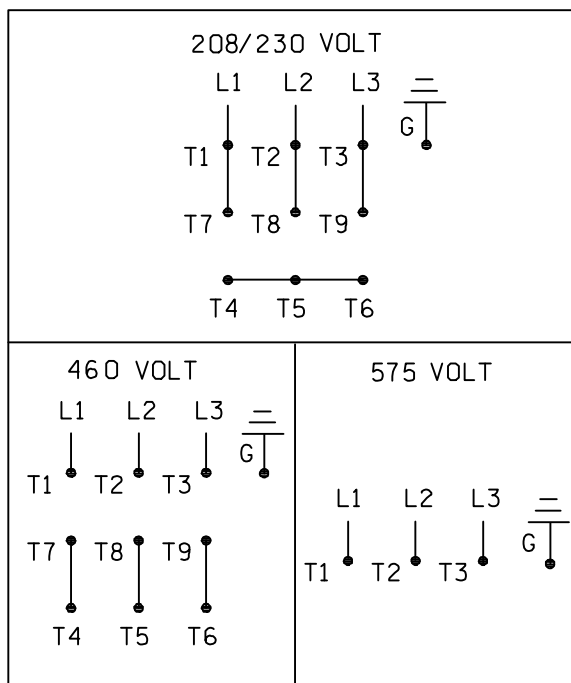 208/230 VOLT
L1 L2 L3
G
T1 T2 T3
T7 T8 T9
T4 T5 T6
460 VOLT
L1 L2 L3
G
T1 T2 T3
T7 T8 T9
T4 T5 T6
575 VOLT
L1 L2 L3
G
T1 T2 T3